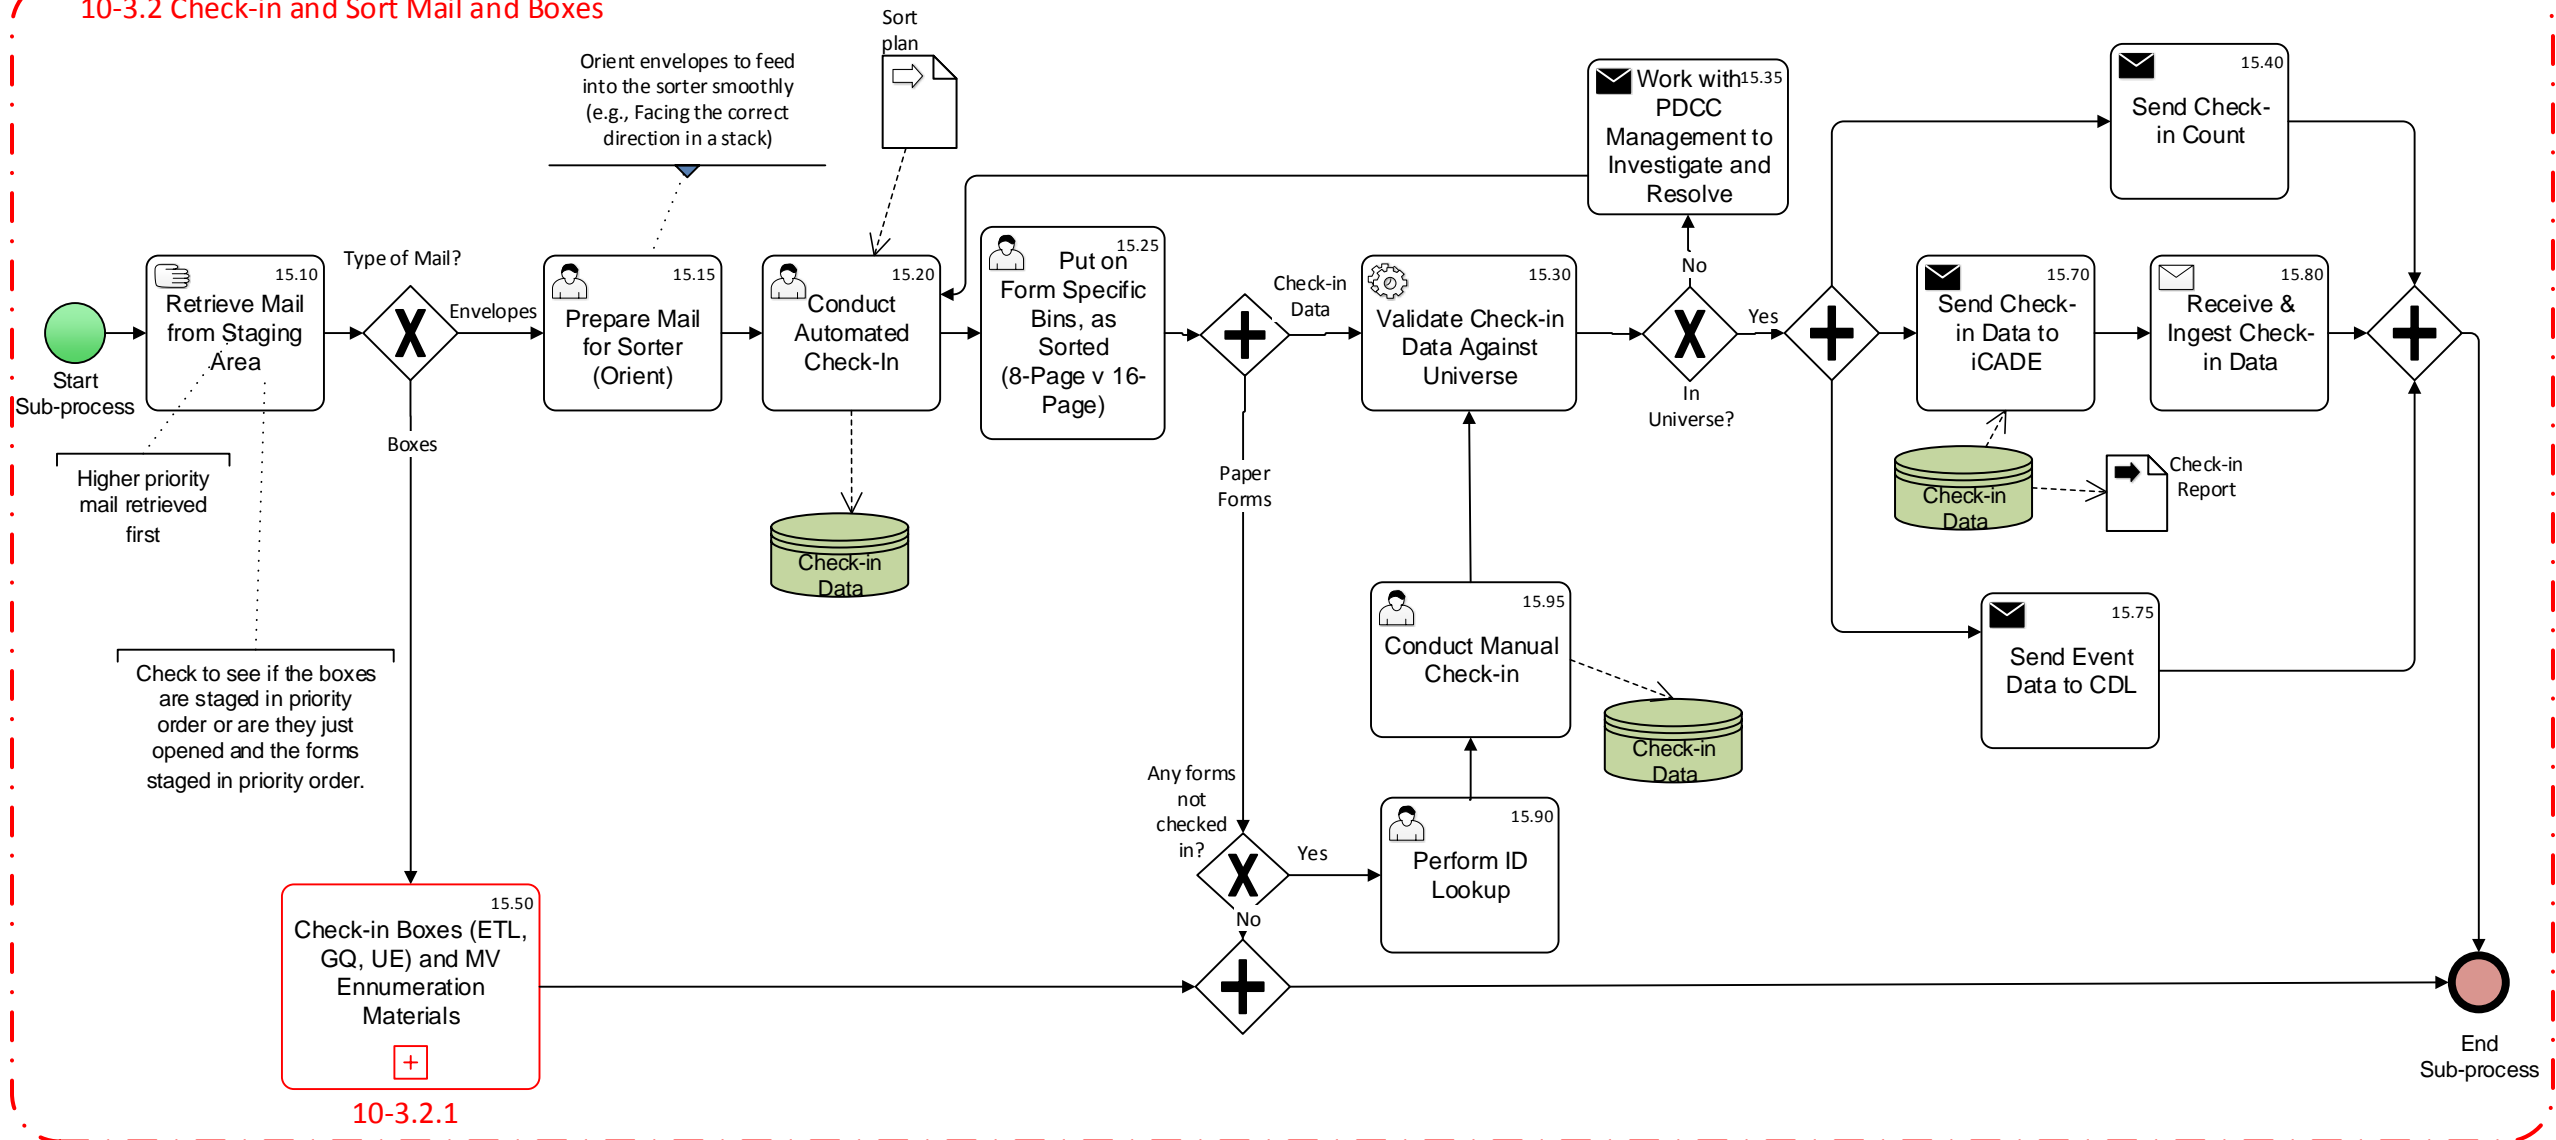 10-3.2 Check-in and Sort Mail and Boxes
Start
Sub-process
15.10
Retrieve Mail
from Staging
Area
Higher priority
mail retrieved
first
Check to see if the boxes
are staged in priority
order or are they just
opened and the forms
staged in priority order.
Type of Mail?
Envelopes
Boxes
Orient envelopes to feed
into the sorter smoothly
(e.g., Facing the correct
direction in a stack)
15.15
Prepare Mail
for Sorter
(Orient)
Sort
plan
15.20
Conduct
Automated
Check-In
Check-in
Data
15.25
Put on
Form Specific
Bins, as
Sorted
(8-Page v 16-
Page)
Check-in
Data
Paper
Forms
15.30
Validate Check-in
Data Against
Universe
15.35
Work with
PDCC
Management to
Investigate and
Resolve
No
Yes
In
Universe?
15.40
Send Check-
in Count
15.70
Send Check-
in Data to
iCADE
15.80
Receive &
Ingest Check-
in Data
Check-in
Data
Check-in
Report
15.75
Send Event
Data to CDL
15.95
Conduct Manual
Check-in
Check-in
Data
Any forms
not
checked
in?
Yes
No
15.90
Perform ID
Lookup
15.50
Check-in Boxes (ETL,
GQ, UE) and MV
Ennumeration
Materials
10-3.2.1
End
Sub-process